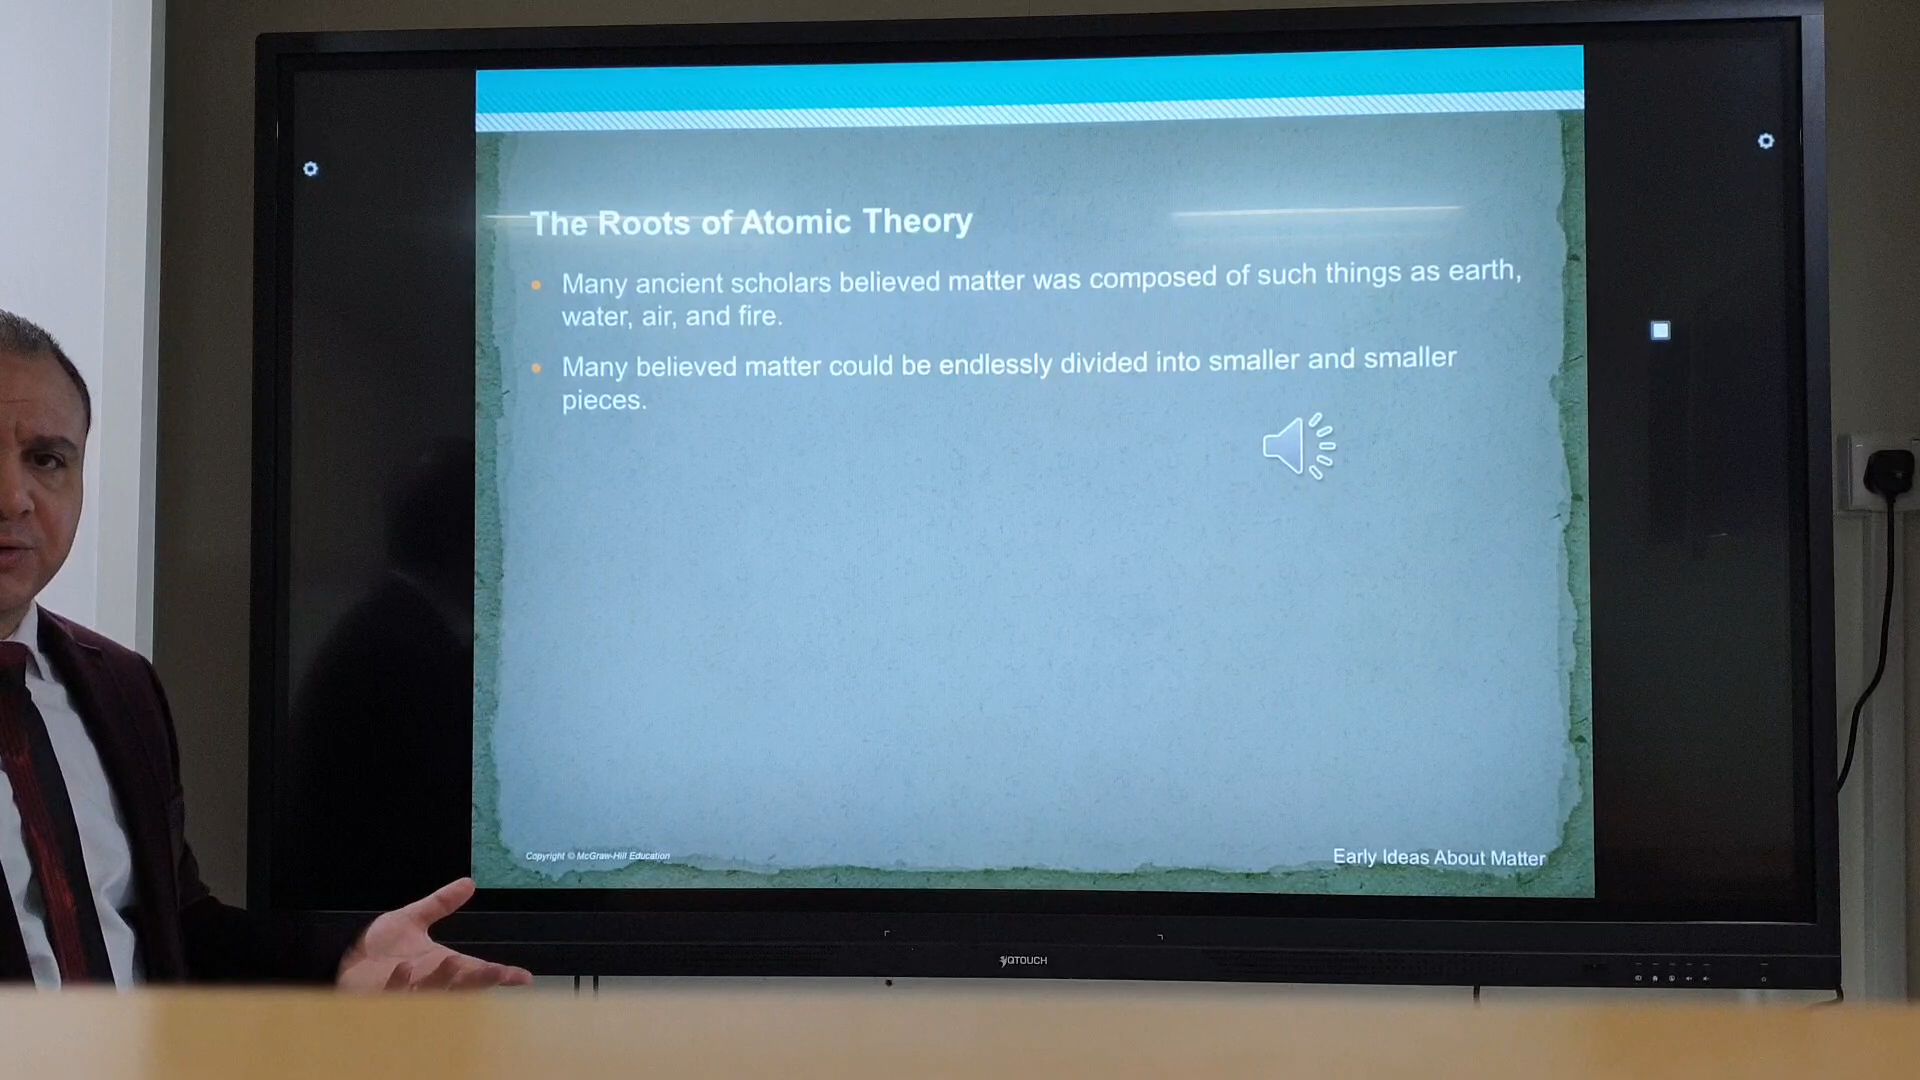 The Roots of Atomic Theory
Many ancient scholars believed matter was composed of such things as earth,
water, air, and fire.
Many believed matter could be endlessly divided into smaller and smaller
pieces.
Copyright © McGraw-Hill Education
Early Ideas About Matter
QTOUCH